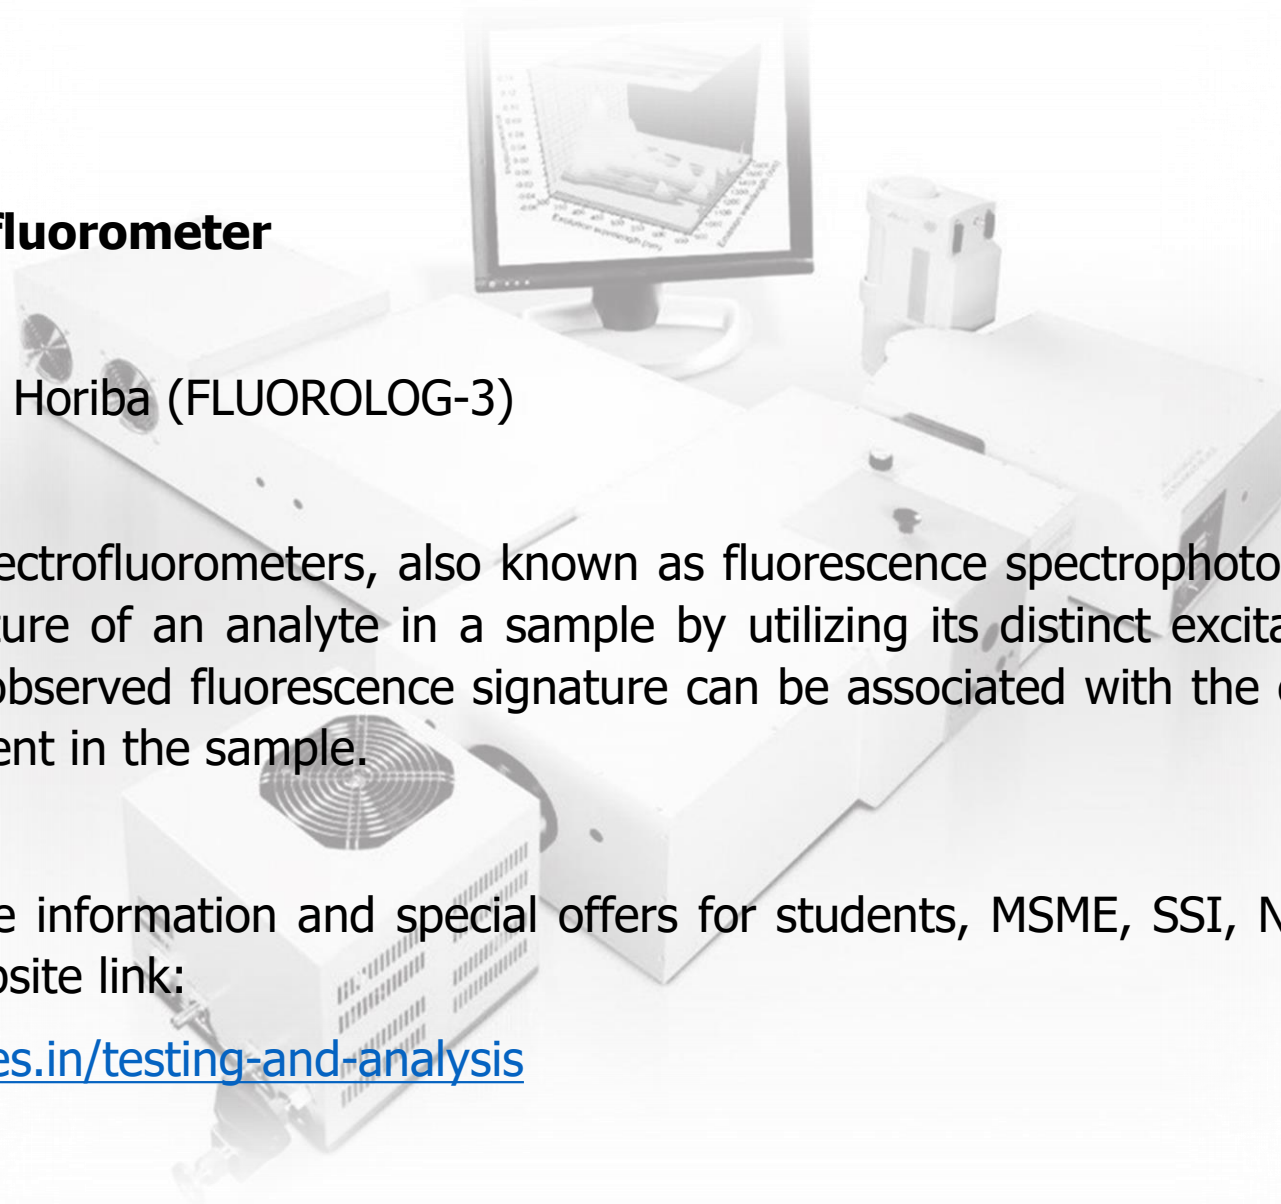 fluorometer
Horiba (FLUOROLOG-3)
ectrofluorometers, also known as fluorescence spectrophoto
ture of an analyte in a sample by utilizing its distinct excita
observed fluorescence signature can be associated with the
ent in the sample.
e information and special offers for students, MSME, SSI, N
site link:
es.in/testing-and-analysis